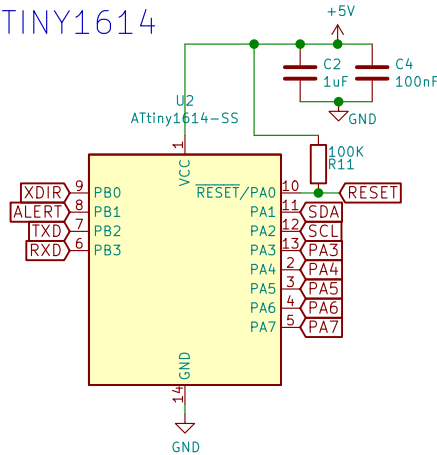 TINY1614
+5V
C2
1uF
C4
100nF
GND
U2
ATtiny1614-SS
100K
R11
1
VCC
XDIR 9 PB0
ALERT 8 PB1
TXD 7 PB2
RXD 6 PB3
RESET/PA0 10 RESET
PA1 11 SDA
PA2 12 SCL
PA3 13 PA3
PA4 2 PA4
PA5 3 PA5
PA6 4 PA6
PA7 5 PA7
GND
14
GND